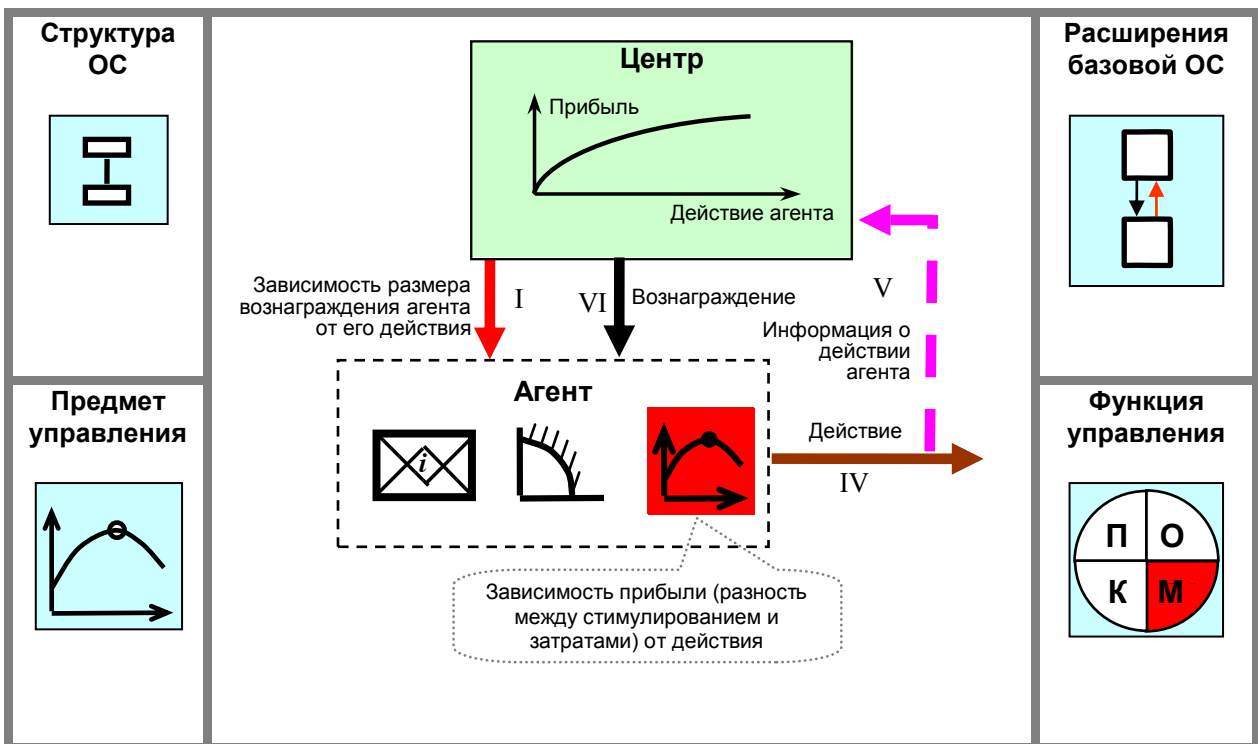 Структура
ОС
Предмет
управления
Центр
Прибыль
Действие агента
Зависимость размера
вознаграждения агента
от его действия
I
VI
Вознаграждение
V
Информация о
действии
агента
Агент
i
Действие
IV
Зависимость прибыли (разность
между стимулированием и
затратами) от действия
Расширения
базовой ОС
Функция
управления
П О
К М